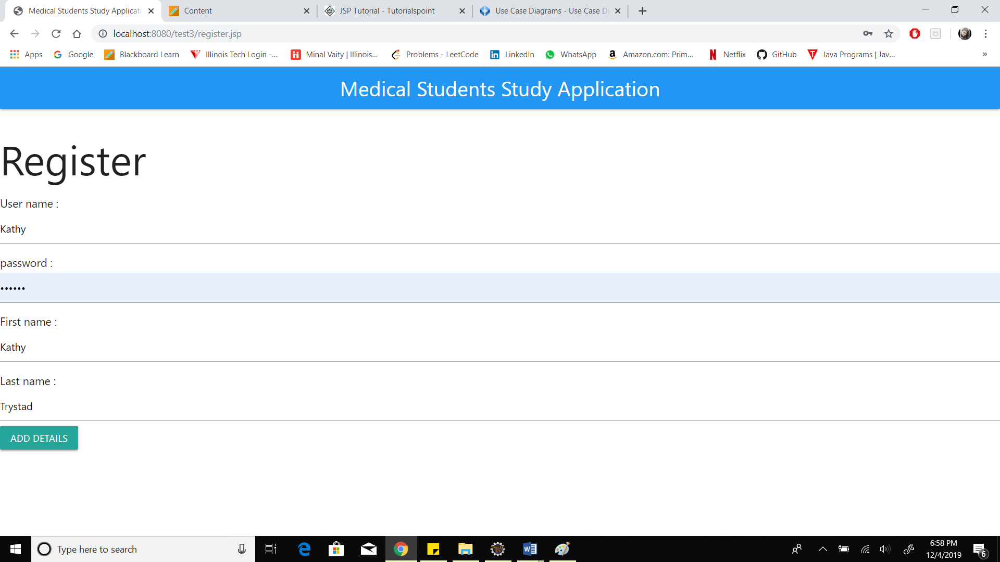 Medical Students Study Applicati
Content
JSP Tutorial - Tutorialspoint
Use Case Diagrams - Use Case Di
localhost:8080/test3/register.jsp
Apps
Google
Blackboard Learn
Illinois Tech Login -...
Minal Vaity | Illinois...
Problems - LeetCode
LinkedIn
WhatsApp
Amazon.com: Prim...
Netflix
GitHub
Java Programs | Jav...
»
Medical Students Study Application
Register
User name :
Kathy
password :
••••••
First name :
Kathy
Last name :
Trystad
ADD DETAILS
Type here to search
6:58 PM
12/4/2019
6